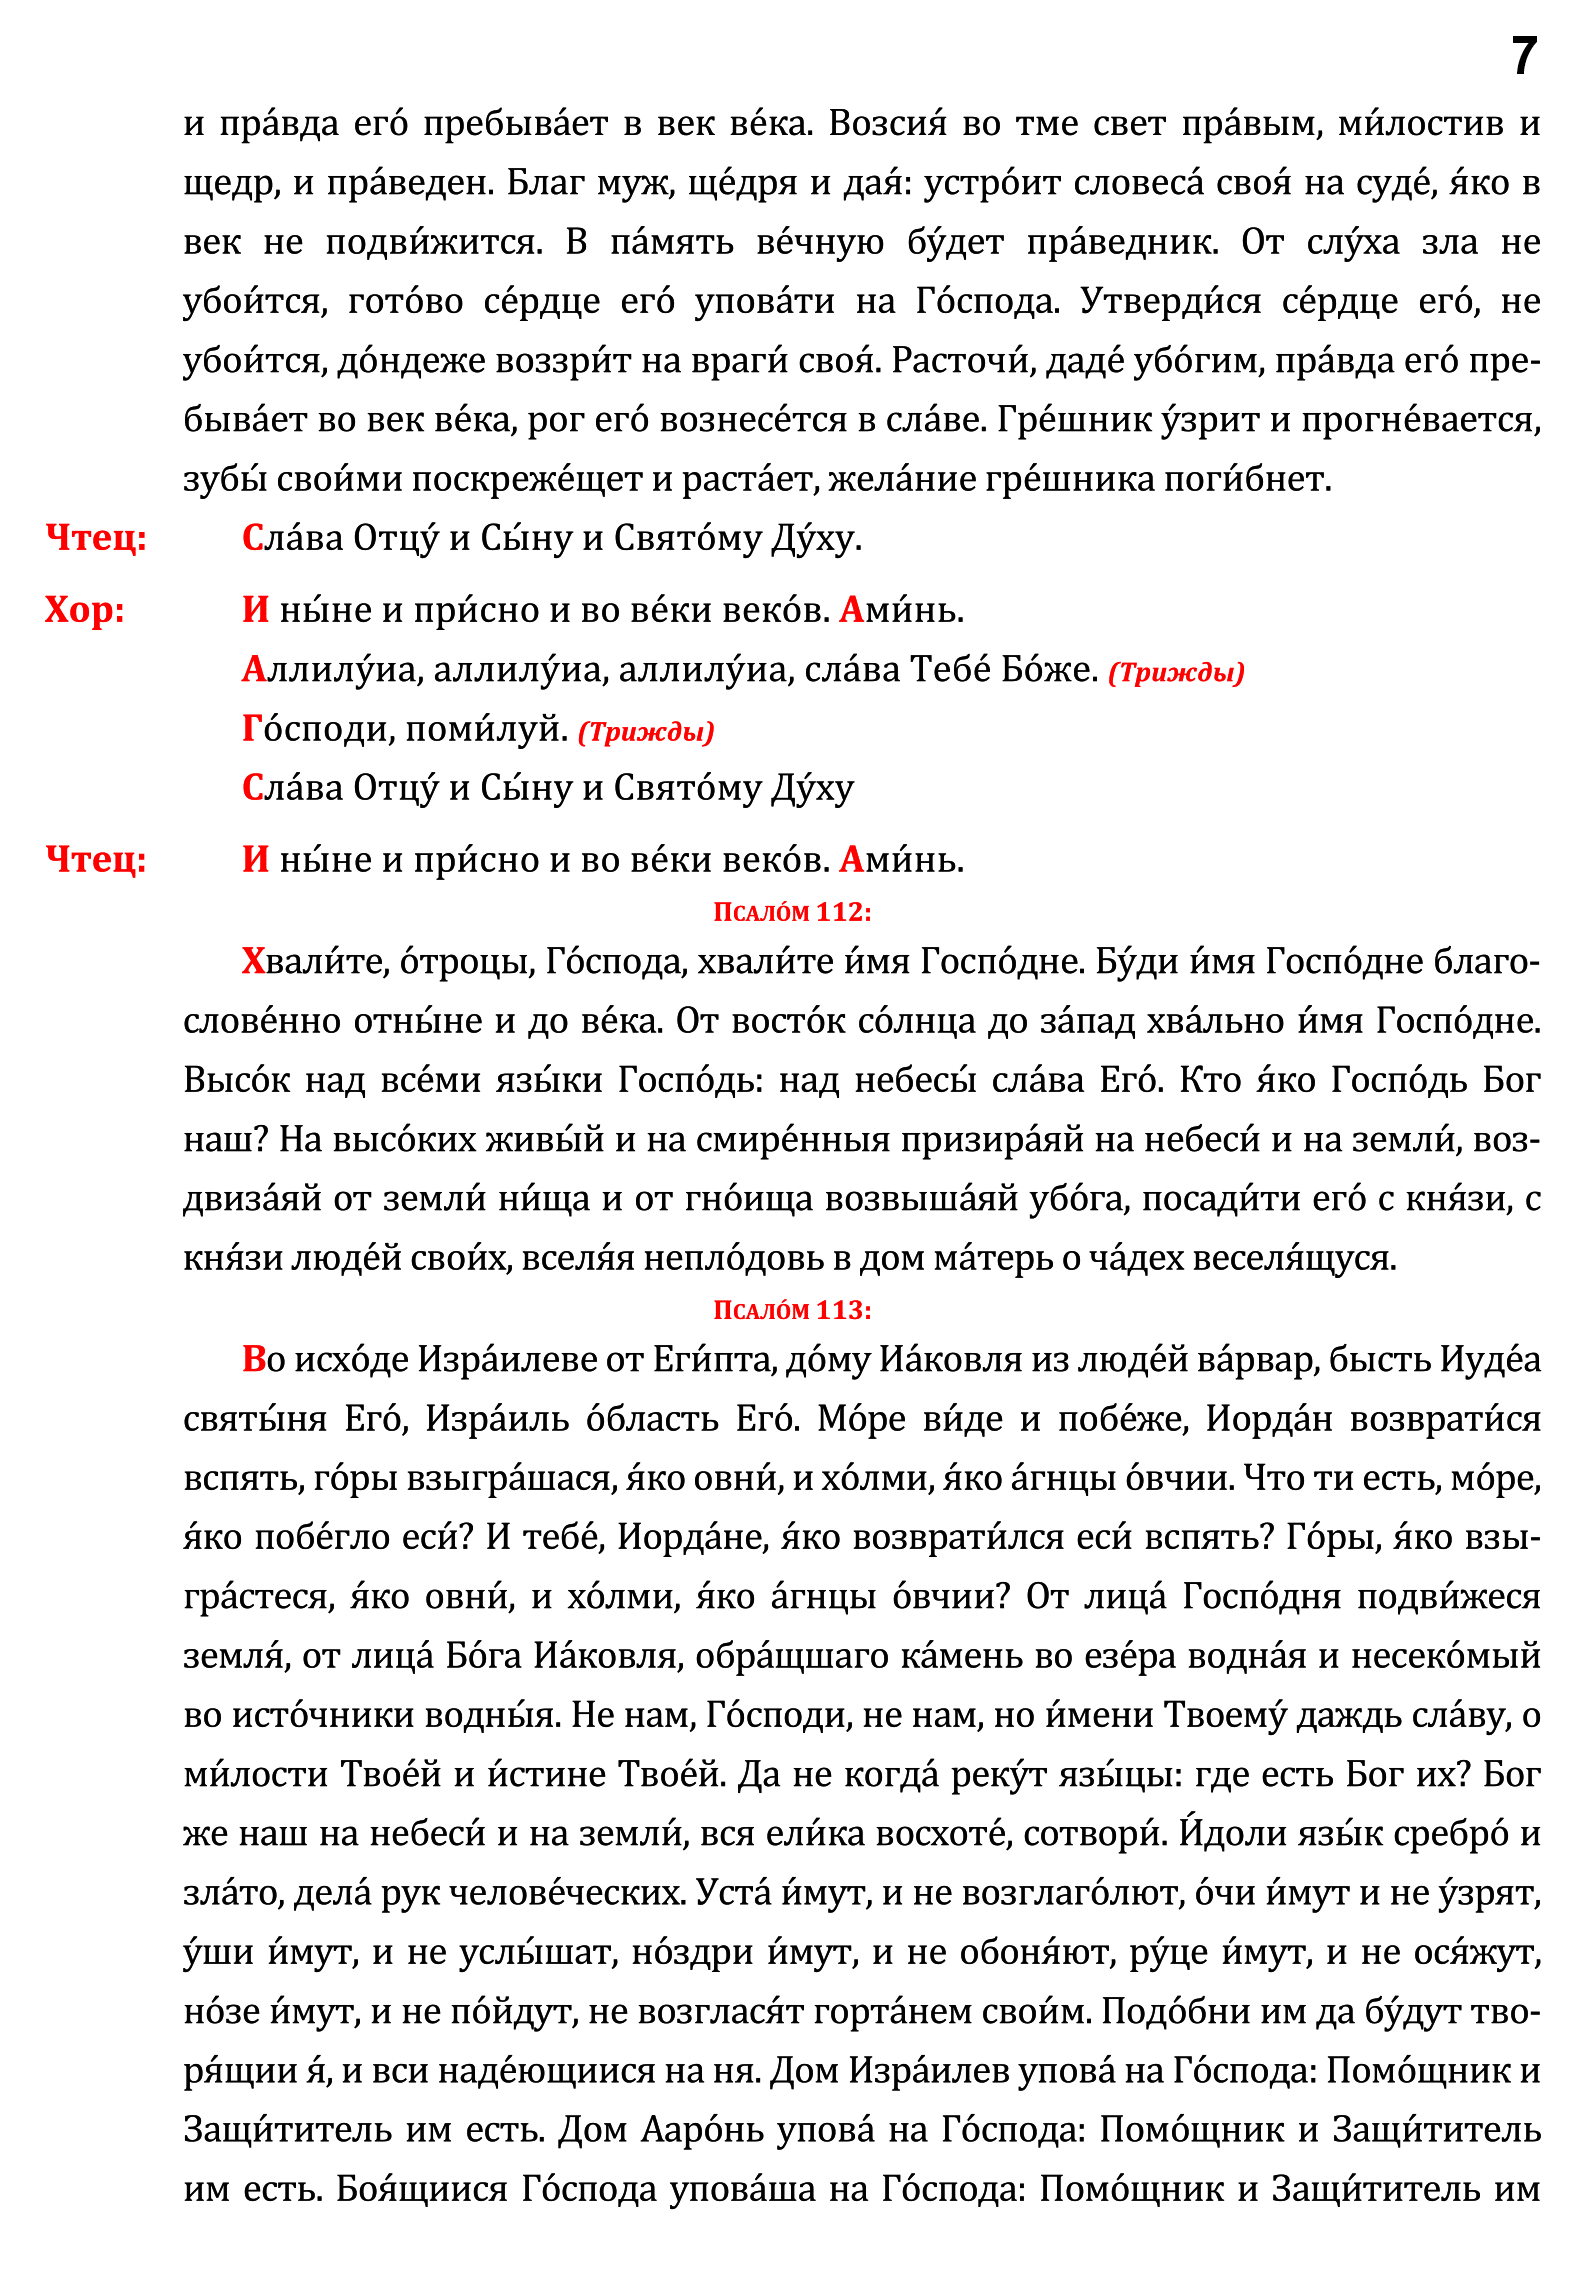 7
и пра́вда его́ пребыва́ет в век ве́ка. Возсия́ во тме свет пра́вым, ми́лостив и
щедр, и пра́веден. Благ муж, ще́дря и дая́: устро́ит словеса́ своя́ на суде́, я́ко в
век не подви́жится. В па́мять ве́чную бу́дет пра́ведник. От слу́ха зла не
убои́тся, гото́во се́рдце его́ упова́ти на Го́спода. Утверди́ся се́рдце его́, не
убои́тся, до́ндеже воззри́т на враги́ своя́. Расточи́, даде́ убо́гим, пра́вда его́ пре-
быва́ет во век ве́ка, рог его́ вознесе́тся в сла́ве. Гре́шник у́зрит и прогне́вается,
зубы́ свои́ми поскреже́щет и раста́ет, жела́ние гре́шника поги́бнет.
Чтец: Сла́ва Отцу́ и Сы́ну и Свято́му Ду́ху.
Хор: И ны́не и при́сно и во ве́ки веко́в. Ами́нь.
Аллилу́иа, аллилу́иа, аллилу́иа, сла́ва Тебе́ Бо́же. (Трижды)
Го́споди, поми́луй. (Трижды)
Сла́ва Отцу́ и Сы́ну и Свято́му Ду́ху
Чтец: И ны́не и при́сно и во ве́ки веко́в. Ами́нь.
Псало́м 112:
Хвали́те, о́троцы, Го́спода, хвали́те и́мя Госпо́дне. Бу́ди и́мя Госпо́дне благо-
слове́нно отны́не и до ве́ка. От восто́к со́лнца до за́пад хва́льно и́мя Госпо́дне.
Высо́к над все́ми язы́ки Госпо́дь: над небесы́ сла́ва Его́. Кто я́ко Госпо́дь Бог
наш? На высо́ких живы́й и на смире́нныя призира́яй на небеси́ и на земли́, воз-
двиза́яй от земли́ ни́ща и от гно́ища возвыша́яй убо́га, посади́ти его́ с кня́зи, с
кня́зи люде́й свои́х, вселя́я непло́довь в дом ма́терь о ча́дех веселя́щуся.
Псало́м 113:
Во исхо́де Изра́илеве от Еги́пта, до́му Иа́ковля из люде́й ва́рвар, бысть Иуде́а
святы́ня Его́, Изра́иль о́бласть Его́. Мо́ре ви́де и побе́же, Иорда́н возврати́ся
вспять, го́ры взыгра́шася, я́ко овни́, и хо́лми, я́ко а́гнцы о́вчии. Что ти есть, мо́ре,
я́ко побе́гло еси́? И тебе́, Иорда́не, я́ко возврати́лся еси́ вспять? Го́ры, я́ко взы-
гра́стеся, я́ко овни́, и хо́лми, я́ко а́гнцы о́вчии? От лица́ Госпо́дня подви́жеся
земля́, от лица́ Бо́га Иа́ковля, обра́щшаго ка́мень во езе́ра водна́я и несеко́мый
во исто́чники водны́я. Не нам, Го́споди, не нам, но и́мени Твоему́ даждь сла́ву, о
ми́лости Твое́й и и́стине Твое́й. Да не когда́ реку́т язы́цы: где есть Бог их? Бог
же наш на небеси́ и на земли́, вся ели́ка восхоте́, сотвори́. И́доли язы́к сребро́ и
зла́то, дела́ рук челове́ческих. Уста́ и́мут, и не возглаго́лют, о́чи и́мут и не у́зрят,
у́ши и́мут, и не услы́шат, но́здри и́мут, и не обоня́ют, ру́це и́мут, и не ося́жут,
но́зе и́мут, и не по́йдут, не возглася́т горта́нем свои́м. Подо́бни им да бу́дут тво-
ря́щии я́, и вси наде́ющиися на ня. Дом Изра́илев упова́ на Го́спода: Помо́щник и
Защи́титель им есть. Дом Ааро́нь упова́ на Го́спода: Помо́щник и Защи́титель
им есть. Боя́щиися Го́спода упова́ша на Го́спода: Помо́щник и Защи́титель им